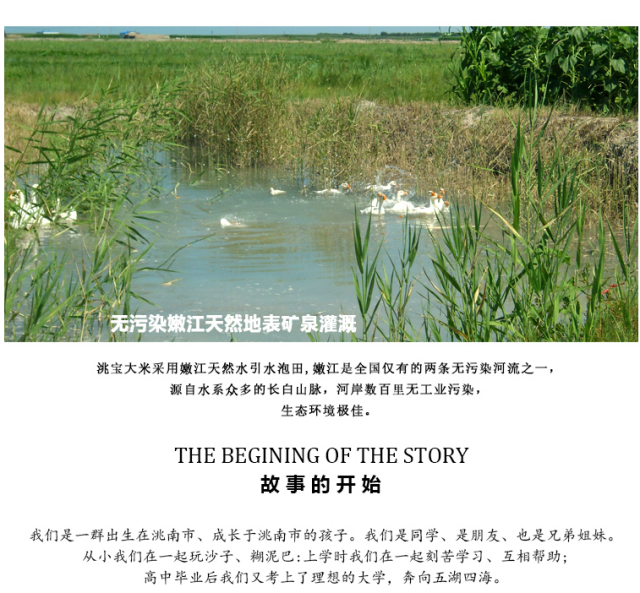 无污染嫩江天然地表矿泉灌溉
洮宝大米采用嫩江天然水引水泡田,嫩江是全国仅有的两条无污染河流之一，
源自水系众多的长白山脉，河岸数百里无工业污染，
生态环境极佳。
THE BEGINING OF THE STORY
故事的开始
我们是一群出生在洮南市、成长于洮南市的孩子。我们是同学、是朋友、也是兄弟姐妹。
从小我们在一起玩沙子、糊泥巴:上学时我们在一起刻苦学习、互相帮助;
高中毕业后我们又考上了理想的大学，奔向五湖四海。